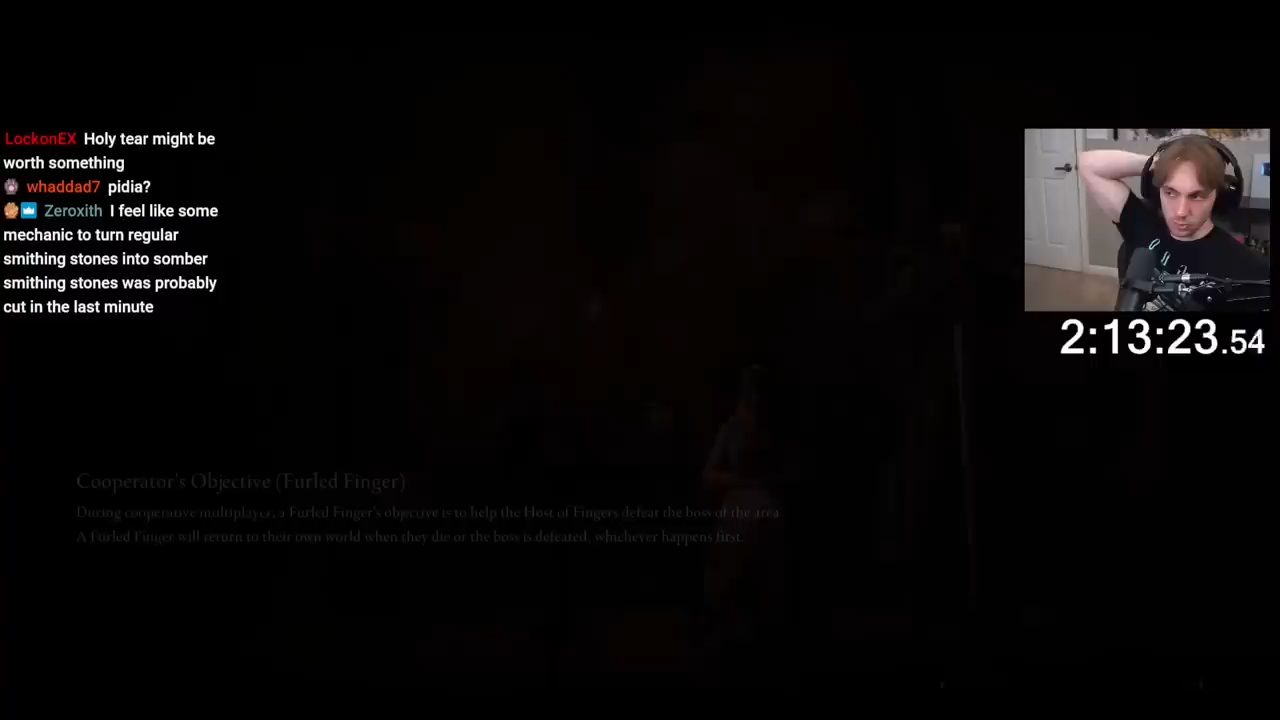 LockonEX Holy tear might be
worth something
whaddad7 pidia?
Zeroxith I feel like some
mechanic to turn regular
smithing stones into somber
smithing stones was probably
cut in the last minute
2:13:23.54
Cooperator's Objective (Furled Finger)
During cooperative multiplayer, a Furled Finger's objective is to help the Host of Fingers defeat the boss of the area.
A Furled Finger will return to their own world when they die or the boss is defeated, whichever happens first.